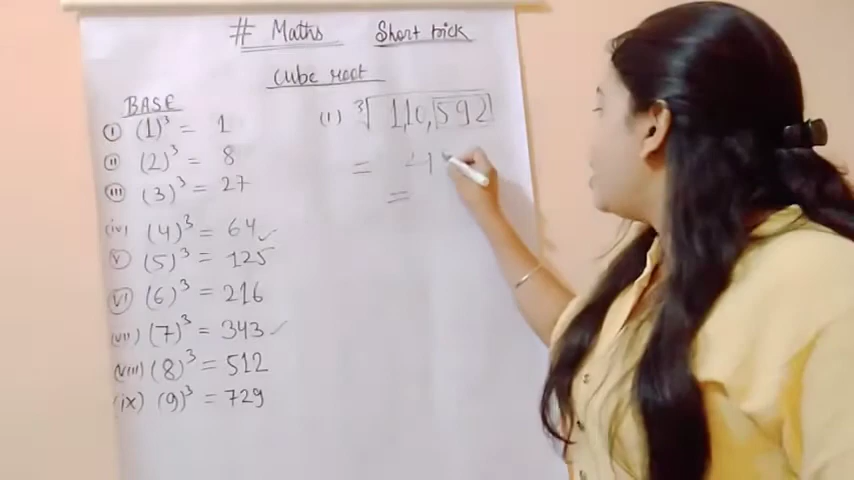 # Maths Short trick
Cube root
BASE
(i) (1)³ = 1
(ii) (2)³ = 8
(iii) (3)³ = 27
(iv) (4)³ = 64 ✓
(v) (5)³ = 125
(vi) (6)³ = 216
(vii) (7)³ = 343 ✓
(viii) (8)³ = 512
(ix) (9)³ = 729
(1) ³√1,10,592
= 4
=